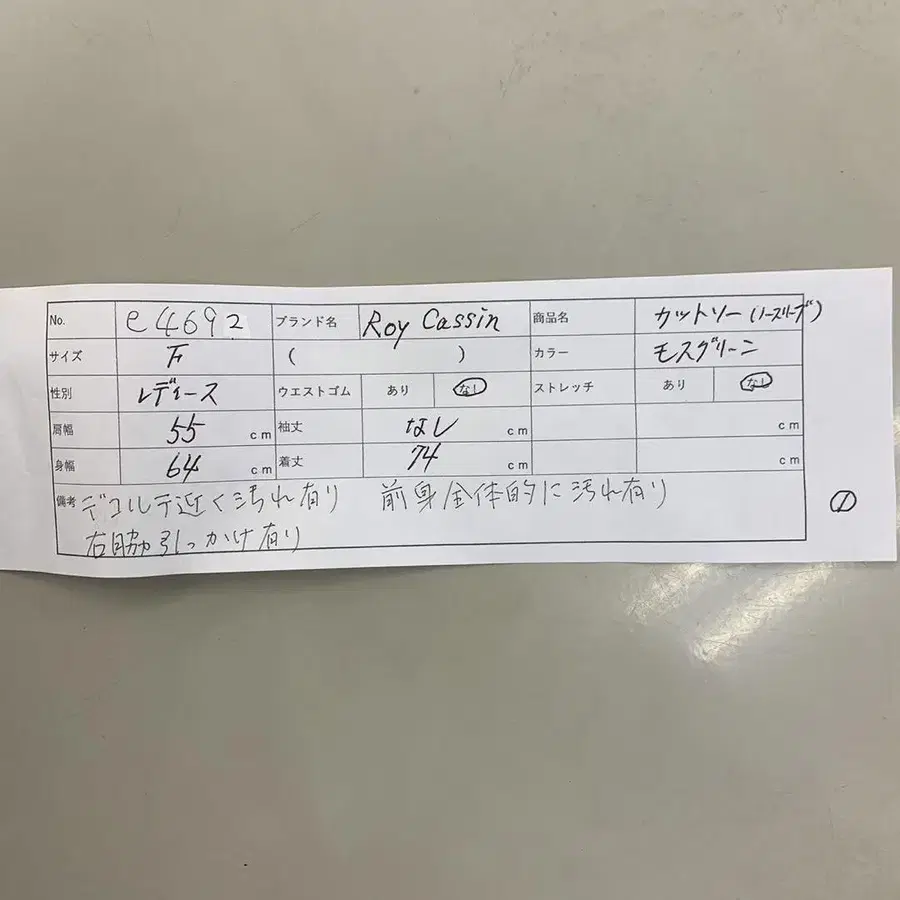 No. e4692 ブランド名 Roy Cassin 商品名 カットソー(ノースリーブ)
サイズ F ( ) カラー モスグリーン
性別 レディース ウエストゴム あり なし ストレッチ あり なし
肩幅 55 cm 袖丈 なし cm cm
身幅 64 cm 着丈 74 cm cm
備考 デコルテ近く汚れ有り 前身全体的に汚れ有り
右脇引っかけ有り
①